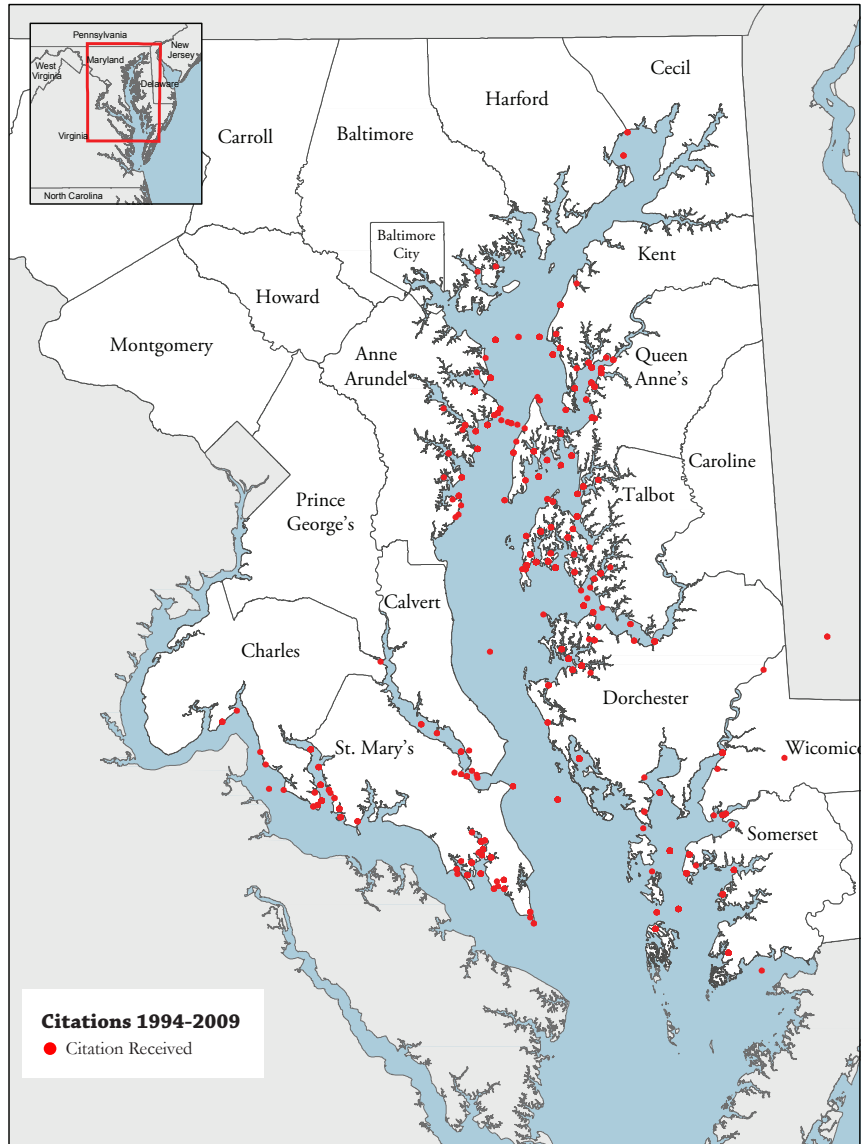 Pennsylvania
New
Jersey
West
Virginia
Maryland
Delaware
Virginia
North Carolina
Cecil
Harford
Baltimore
Carroll
Baltimore
City
Kent
Howard
Montgomery
Anne
Arundel
Queen
Anne's
Caroline
Talbot
Prince
George's
Calvert
Charles
Dorchester
St. Mary's
Wicomico
Somerset
Citations 1994-2009
Citation Received